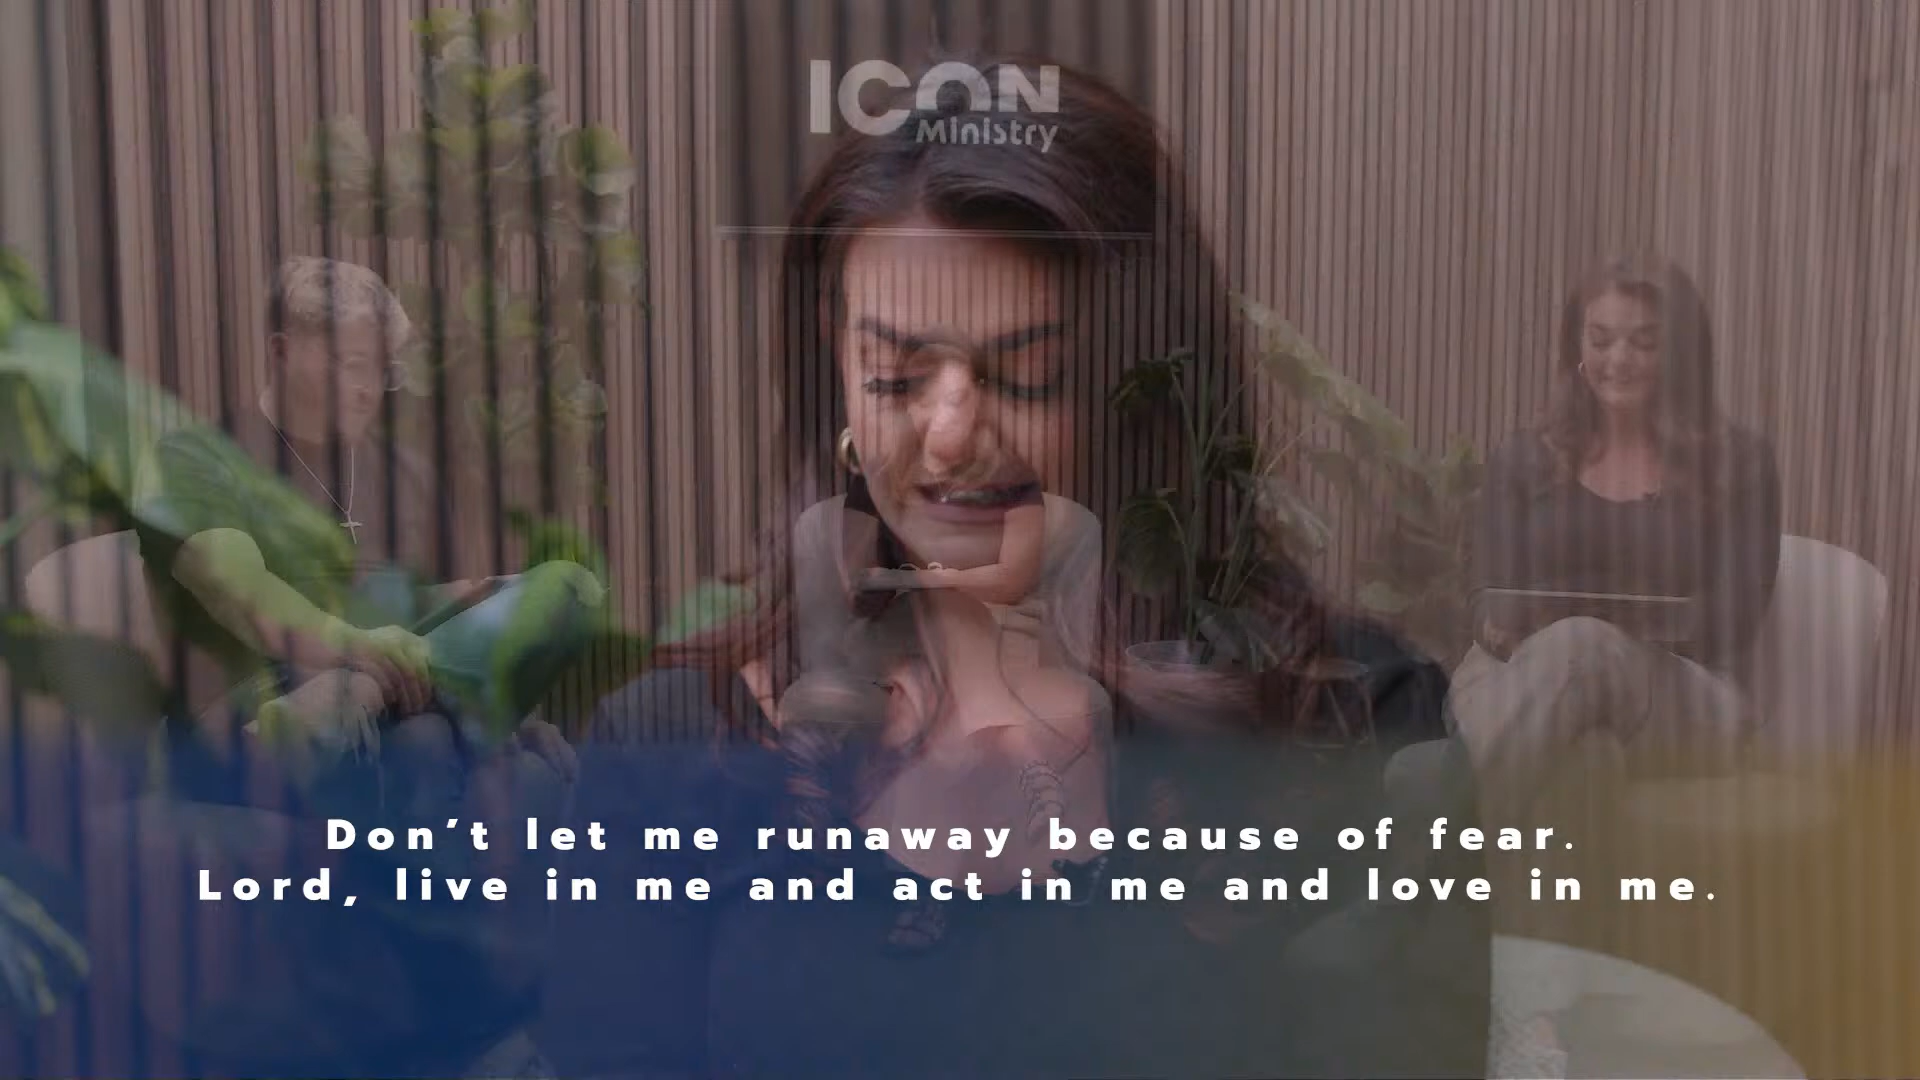 ICON
Ministry
Don't let me runaway because of fear.
Lord, live in me and act in me and love in me.